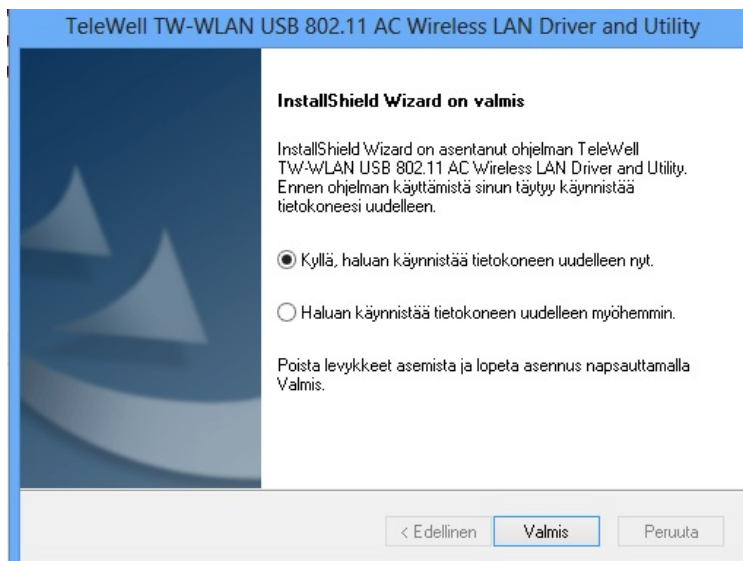 TeleWell TW-WLAN USB 802.11 AC Wireless LAN Driver and Utility
InstallShield Wizard on valmis
InstallShield Wizard on asentanut ohjelman TeleWell
TW-WLAN USB 802.11 AC Wireless LAN Driver and Utility.
Ennen ohjelman käyttämistä sinun täytyy käynnistää
tietokoneesi uudelleen.
Kyllä, haluan käynnistää tietokoneen uudelleen nyt.
Haluan käynnistää tietokoneen uudelleen myöhemmin.
Poista levykkeet asemista ja lopeta asennus napsauttamalla
Valmis.
< Edellinen Valmis Peruuta